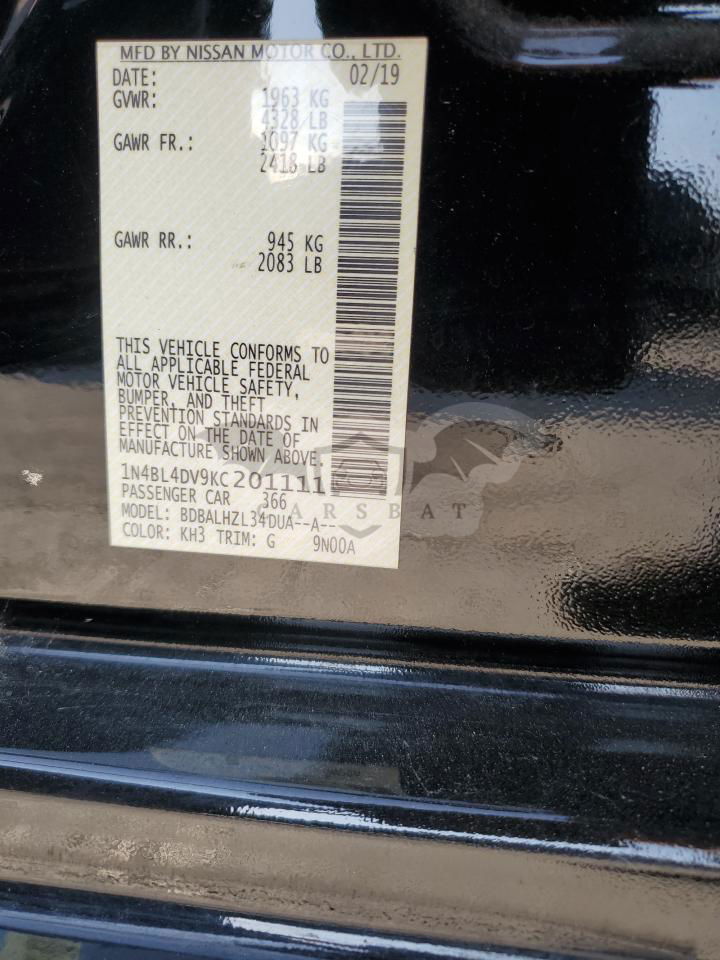 MFD BY NISSAN MOTOR CO., LTD.
DATE: 02/19
GVWR: 1963 KG
4328 LB
GAWR FR.: 1097 KG
2418 LB
GAWR RR.: 945 KG
2083 LB
THIS VEHICLE CONFORMS TO
ALL APPLICABLE FEDERAL
MOTOR VEHICLE SAFETY,
BUMPER, AND THEFT
PREVENTION STANDARDS IN
EFFECT ON THE DATE OF
MANUFACTURE SHOWN ABOVE.
1N4BL4DV9KC201111
PASSENGER CAR 366
MODEL: BDBALHZL34DUA--A--
COLOR: KH3 TRIM: G 9N00A
CARSBAT